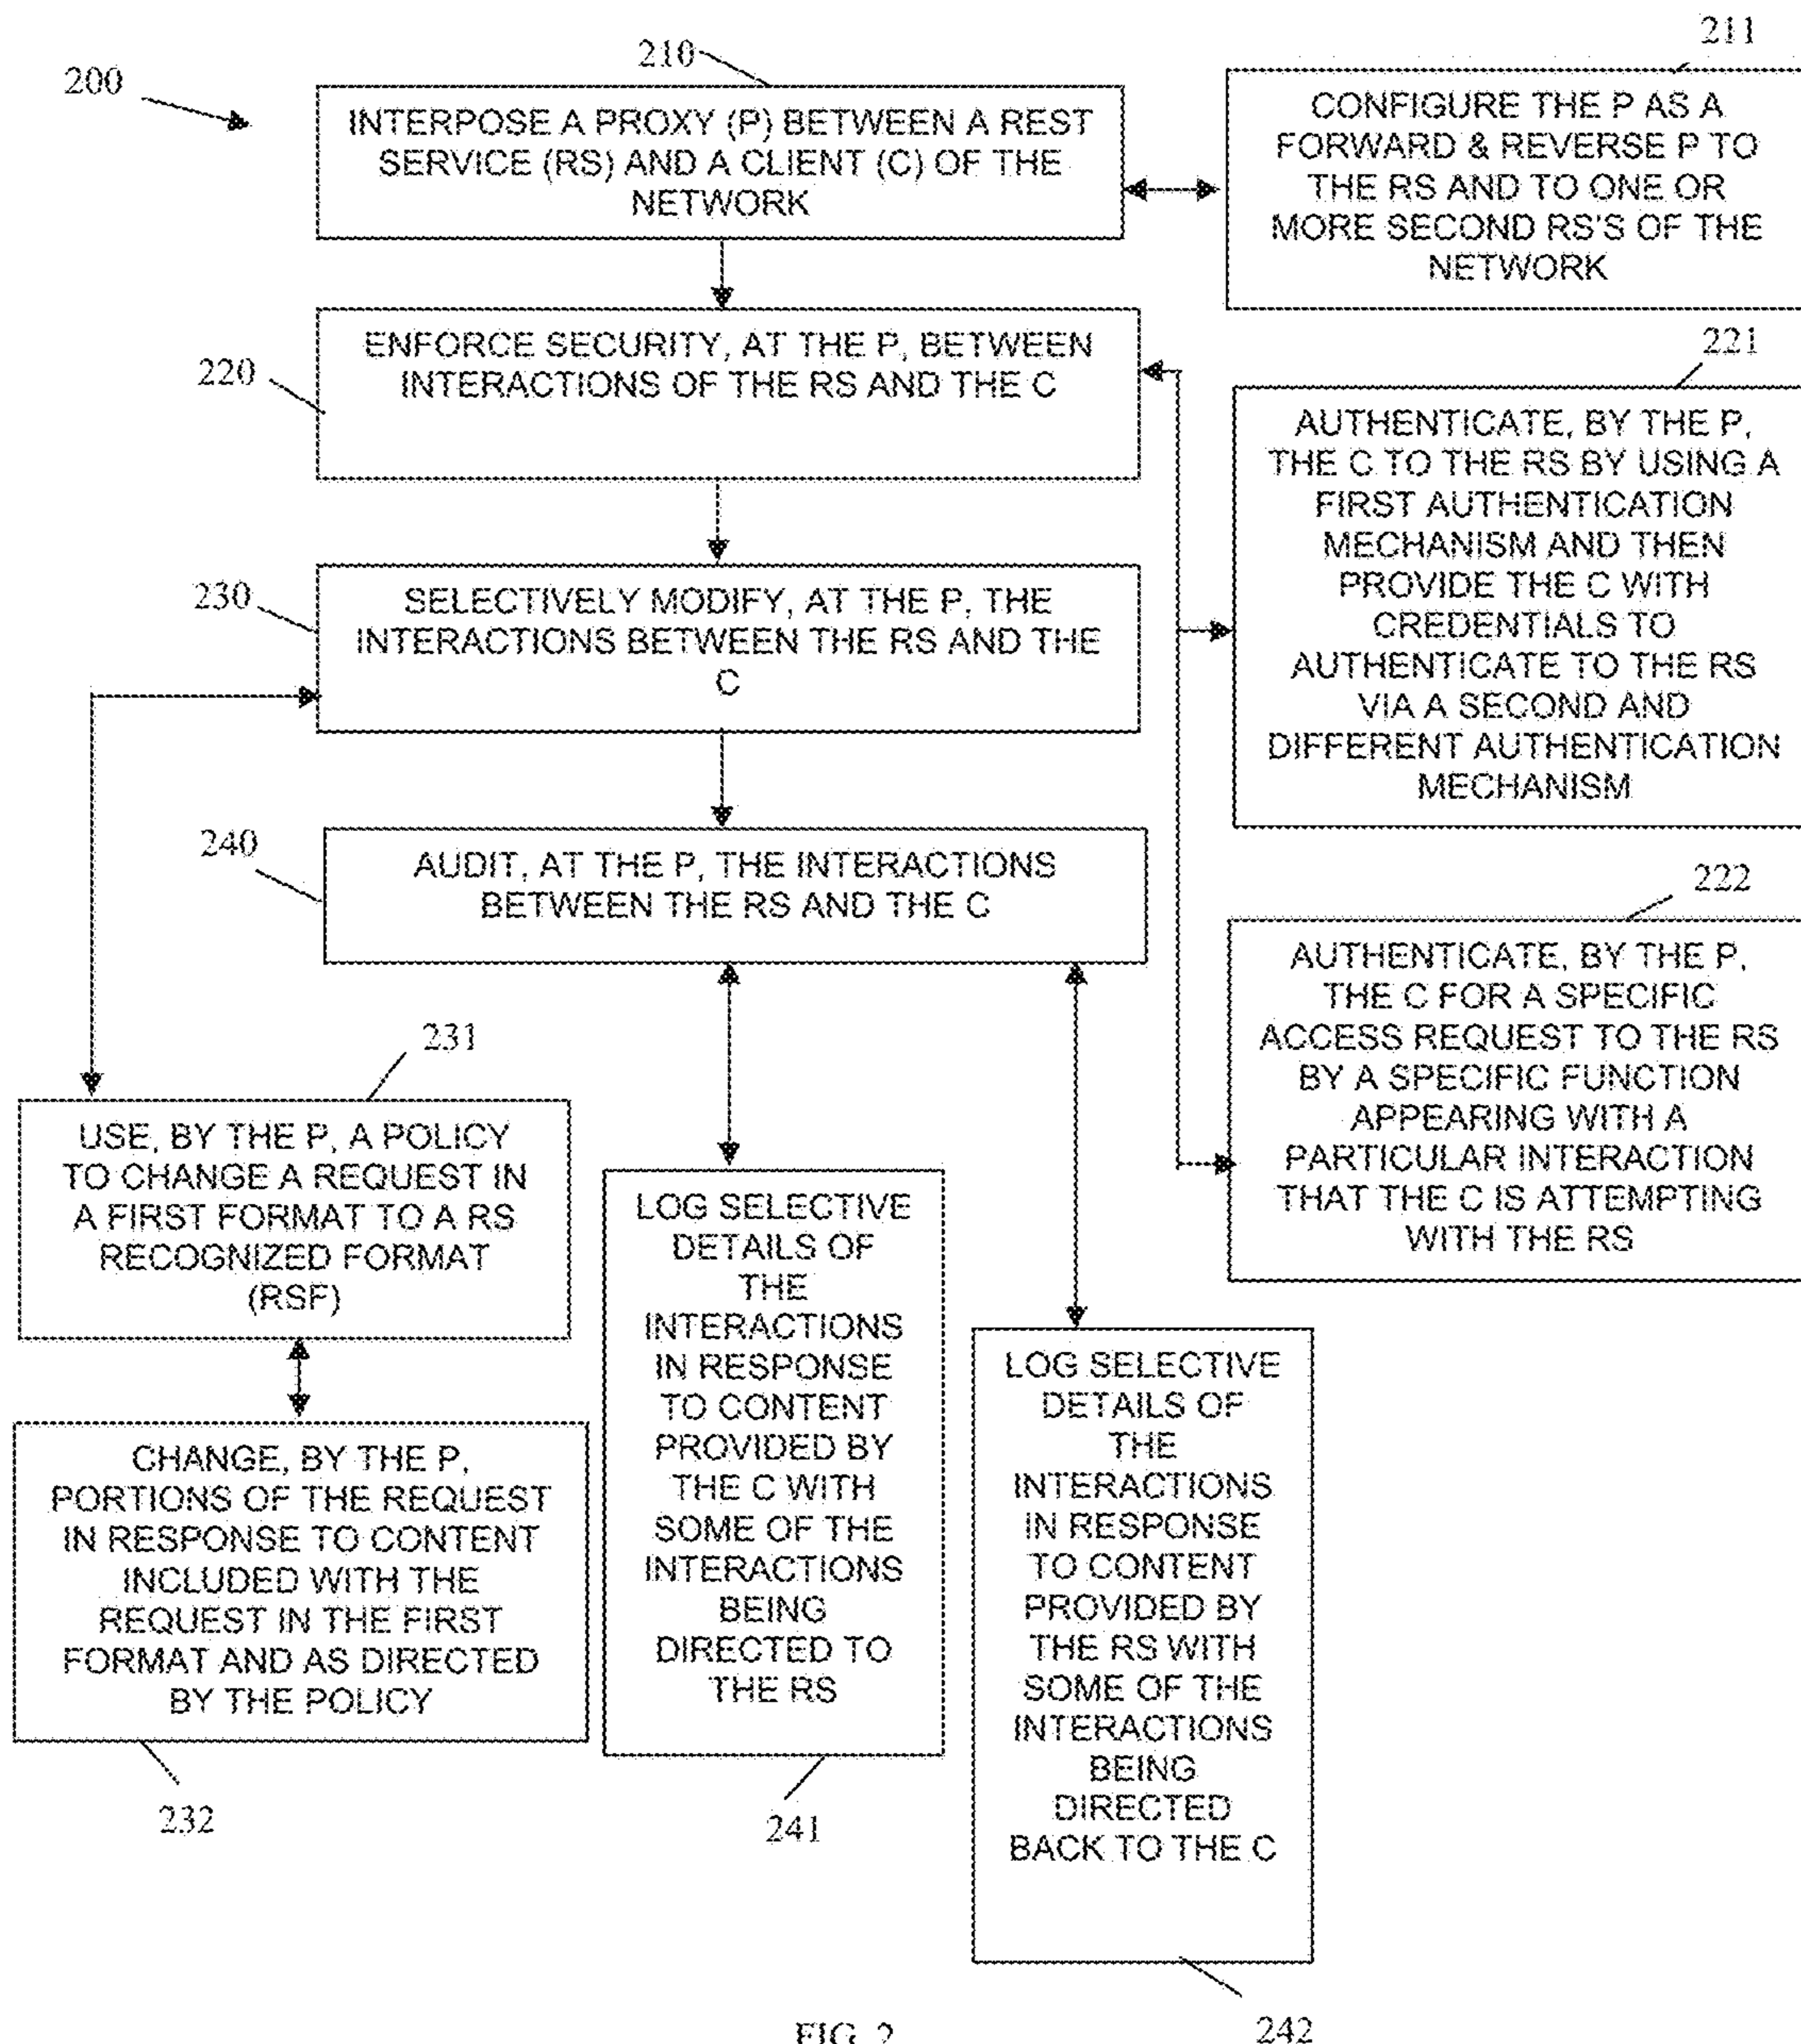 200
210
INTERPOSE A PROXY (P) BETWEEN A REST
SERVICE (RS) AND A CLIENT (C) OF THE
NETWORK
211
CONFIGURE THE P AS A
FORWARD & REVERSE P TO
THE RS AND TO ONE OR
MORE SECOND RS'S OF THE
NETWORK
220
ENFORCE SECURITY, AT THE P, BETWEEN
INTERACTIONS OF THE RS AND THE C
221
AUTHENTICATE, BY THE P,
THE C TO THE RS BY USING A
FIRST AUTHENTICATION
MECHANISM AND THEN
PROVIDE THE C WITH
CREDENTIALS TO
AUTHENTICATE TO THE RS
VIA A SECOND AND
DIFFERENT AUTHENTICATION
MECHANISM
230
SELECTIVELY MODIFY, AT THE P, THE
INTERACTIONS BETWEEN THE RS AND THE
C
240
AUDIT, AT THE P, THE INTERACTIONS
BETWEEN THE RS AND THE C
222
AUTHENTICATE, BY THE P,
THE C FOR A SPECIFIC
ACCESS REQUEST TO THE RS
BY A SPECIFIC FUNCTION
APPEARING WITH A
PARTICULAR INTERACTION
THAT THE C IS ATTEMPTING
WITH THE RS
231
USE, BY THE P, A POLICY
TO CHANGE A REQUEST IN
A FIRST FORMAT TO A RS
RECOGNIZED FORMAT
(RSF)
CHANGE, BY THE P,
PORTIONS OF THE REQUEST
IN RESPONSE TO CONTENT
INCLUDED WITH THE
REQUEST IN THE FIRST
FORMAT AND AS DIRECTED
BY THE POLICY
232
LOG SELECTIVE
DETAILS OF
THE
INTERACTIONS
IN RESPONSE
TO CONTENT
PROVIDED BY
THE C WITH
SOME OF THE
INTERACTIONS
BEING
DIRECTED TO
THE RS
241
LOG SELECTIVE
DETAILS OF
THE
INTERACTIONS
IN RESPONSE
TO CONTENT
PROVIDED BY
THE RS WITH
SOME OF THE
INTERACTIONS
BEING
DIRECTED
BACK TO THE C
242
FIG. 2